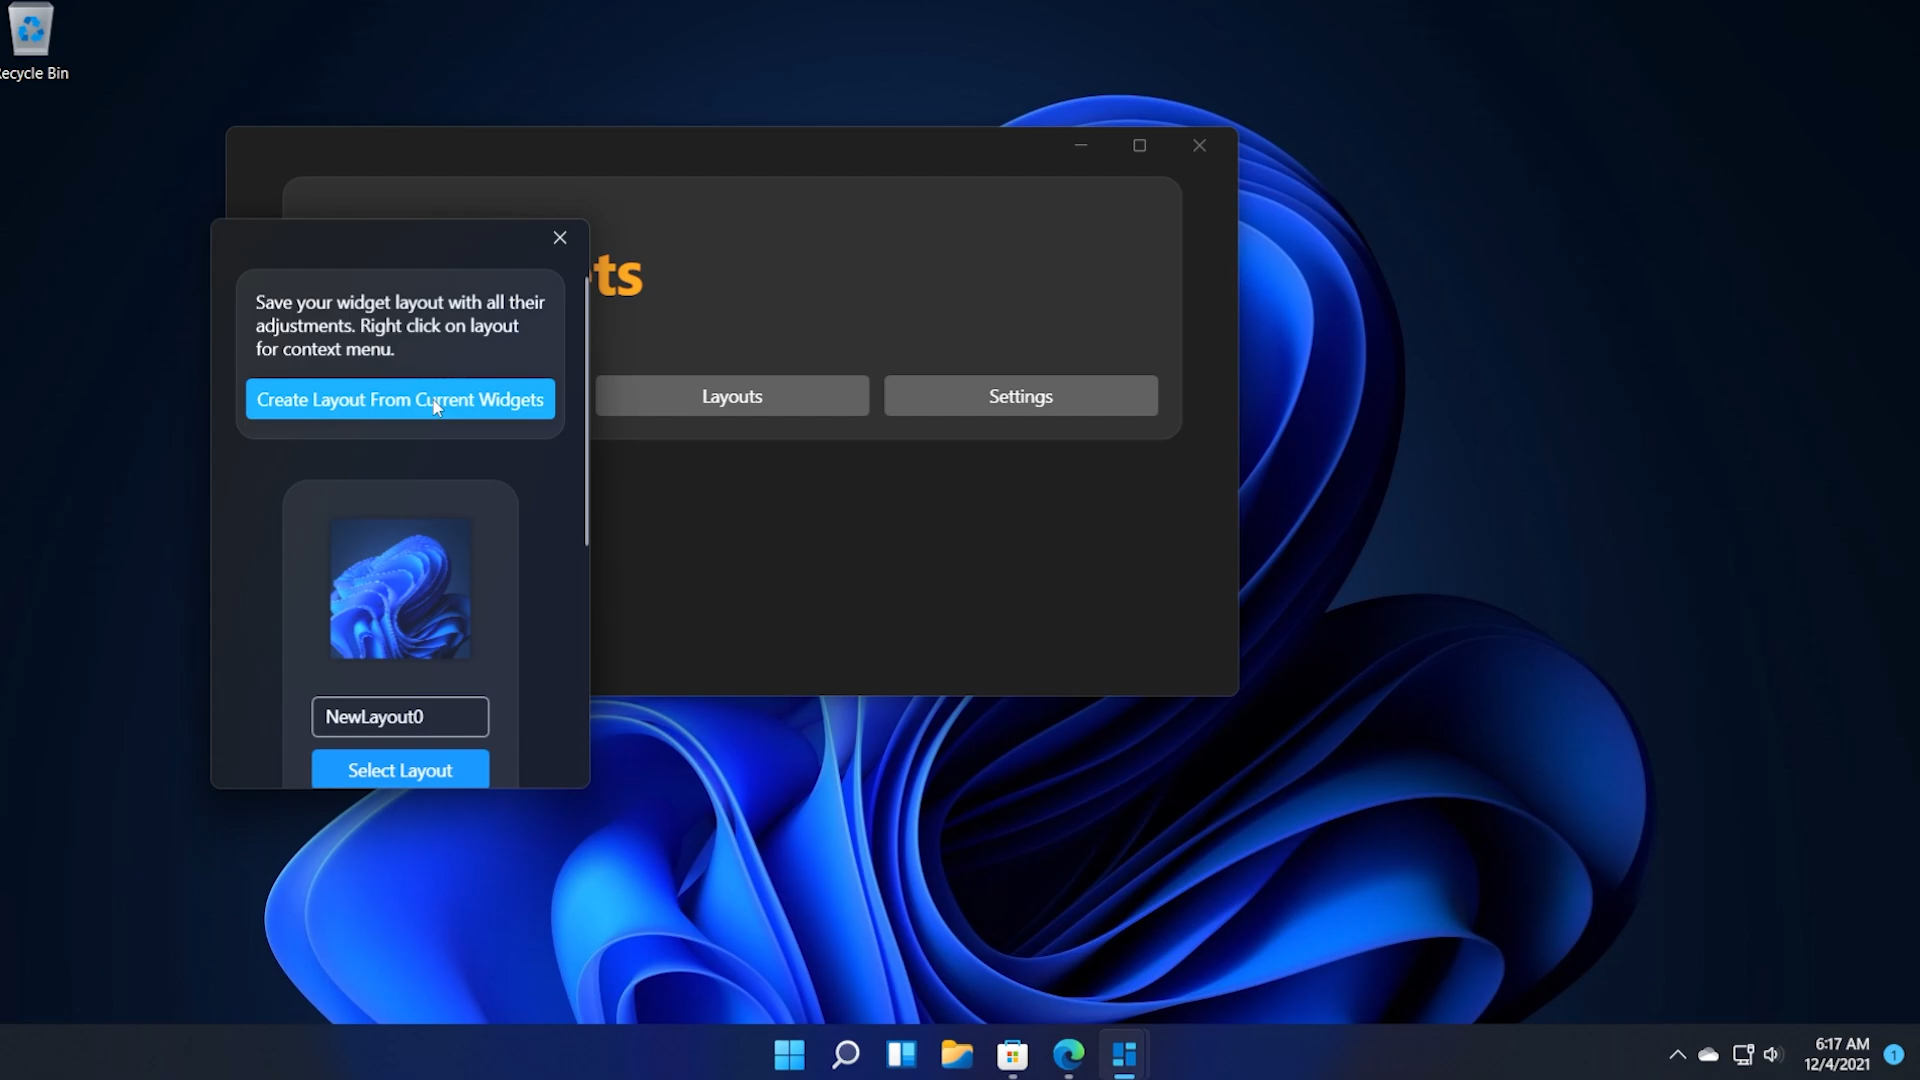 Recycle Bin
ts
Save your widget layout with all their
adjustments. Right click on layout
for context menu.
Create Layout From Current Widgets
Layouts
Settings
NewLayout0
Select Layout
6:17 AM
12/4/2021
1